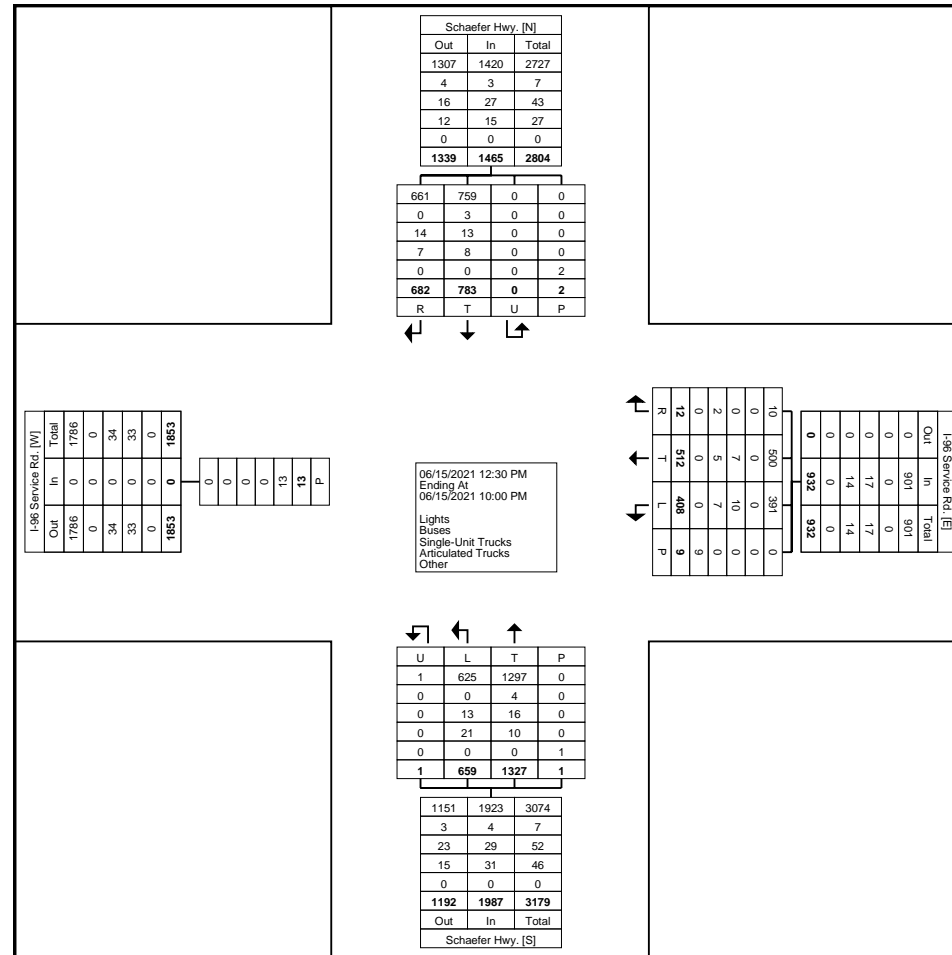 Schaefer Hwy. [N]
Out In Total
1307 1420 2727
4 3 7
16 27 43
12 15 27
0 0 0
1339 1465 2804
661 759 0 0
0 3 0 0
14 13 0 0
7 8 0 0
0 0 0 2
682 783 0 2
R T U P
I-96 Service Rd. [W]
Total In Out
1786 0 1786
0 0 0
34 0 34
33 0 33
0 0 0
1853 0 1853
0
0
0
0
13
13
P
06/15/2021 12:30 PM
Ending At
06/15/2021 10:00 PM
Lights
Buses
Single-Unit Trucks
Articulated Trucks
Other
R T L P
12 512 408 9
0 0 0 9
2 5 7 0
0 7 10 0
0 0 0 0
10 500 391 0
I-96 Service Rd. [E]
Out In Total
0 901 901
0 0 0
0 17 17
0 14 14
0 0 0
0 932 932
U L T P
1 625 1297 0
0 0 4 0
0 13 16 0
0 21 10 0
0 0 0 1
1 659 1327 1
1151 1923 3074
3 4 7
23 29 52
15 31 46
0 0 0
1192 1987 3179
Out In Total
Schaefer Hwy. [S]